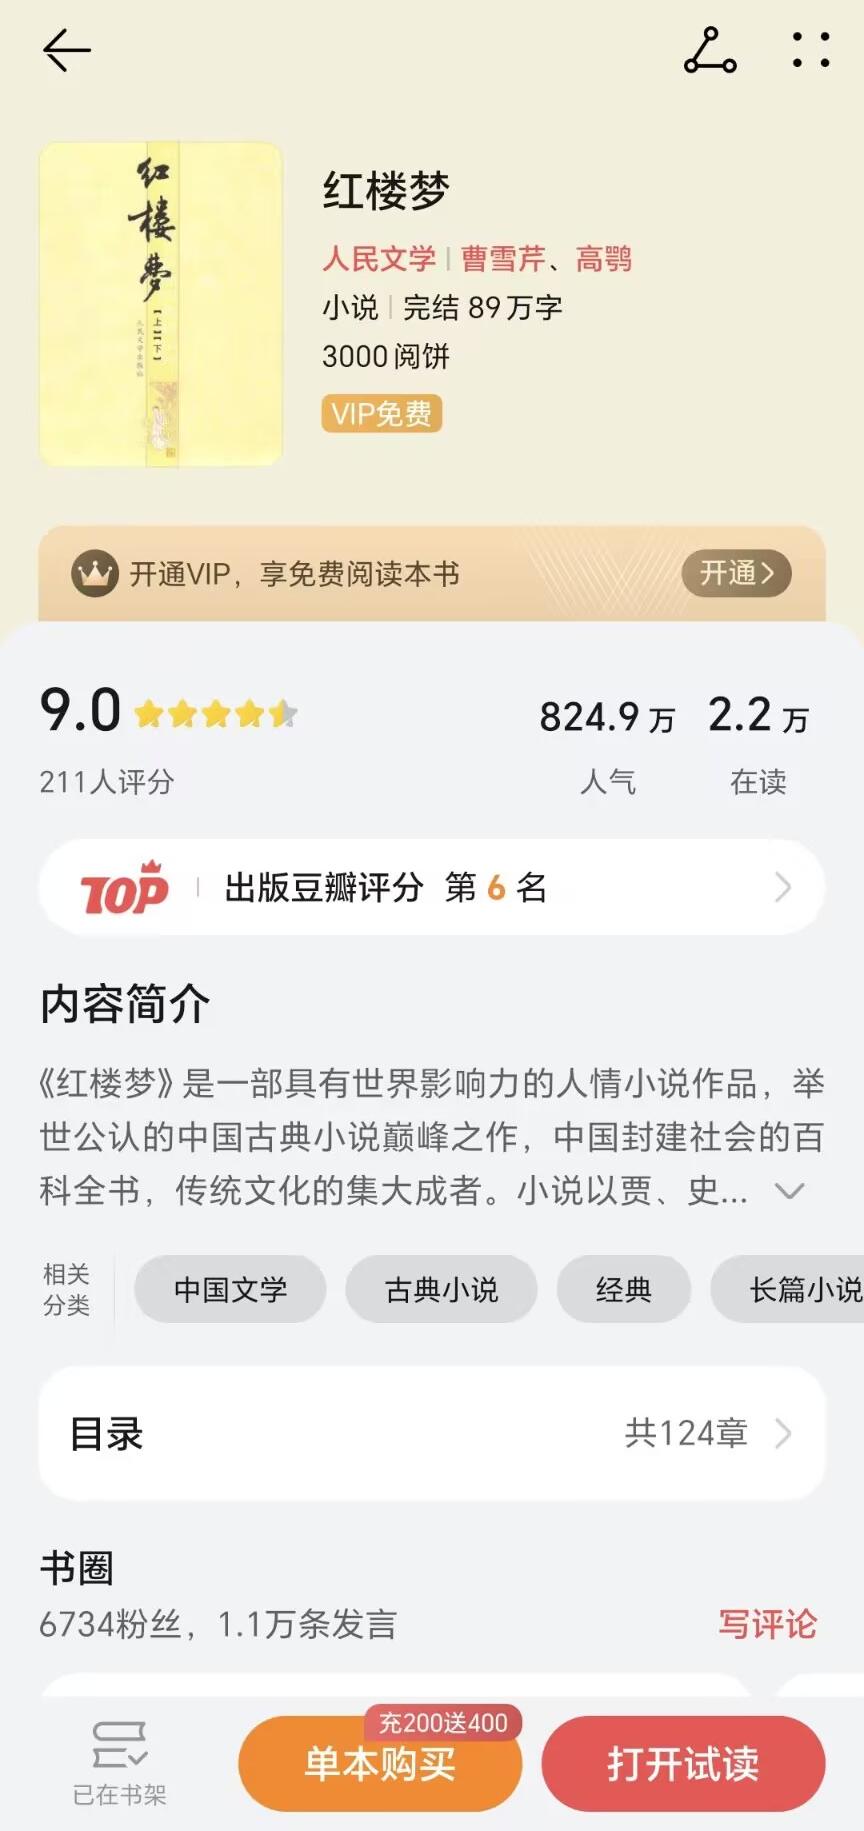 红
楼
梦
【上】【下】
人民文学出版社
红楼梦
人民文学 | 曹雪芹、高鹗
小说 | 完结 89万字
3000阅饼
VIP免费
开通VIP，享免费阅读本书
开通
9.0
824.9万
2.2万
211人评分
人气
在读
TOP | 出版豆瓣评分 第6名
内容简介
《红楼梦》是一部具有世界影响力的人情小说作品，举
世公认的中国古典小说巅峰之作，中国封建社会的百
科全书，传统文化的集大成者。小说以贾、史...
相关
分类
中国文学
古典小说
经典
长篇小说
目录
共124章
书圈
6734粉丝，1.1万条发言
写评论
已在书架
充200送400
单本购买
打开试读